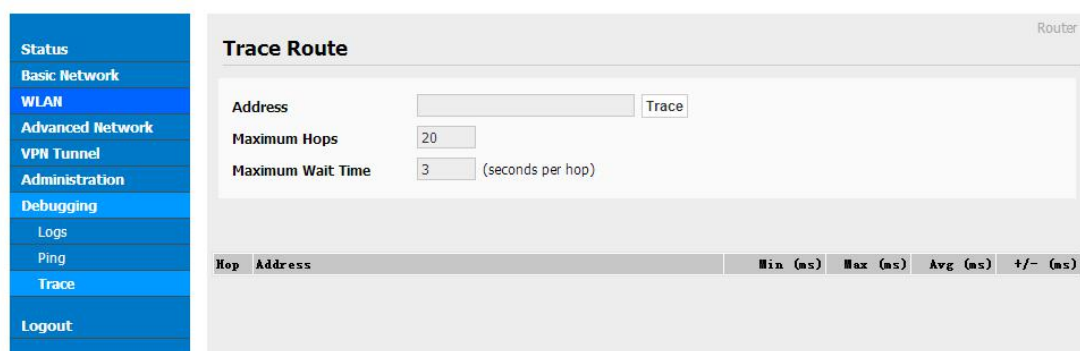 Router
Status
Basic Network
WLAN
Advanced Network
VPN Tunnel
Administration
Debugging
Logs
Ping
Trace
Logout
Trace Route
Address Trace
Maximum Hops 20
Maximum Wait Time 3 (seconds per hop)
Hop Address Min (ms) Max (ms) Avg (ms) +/- (ms)